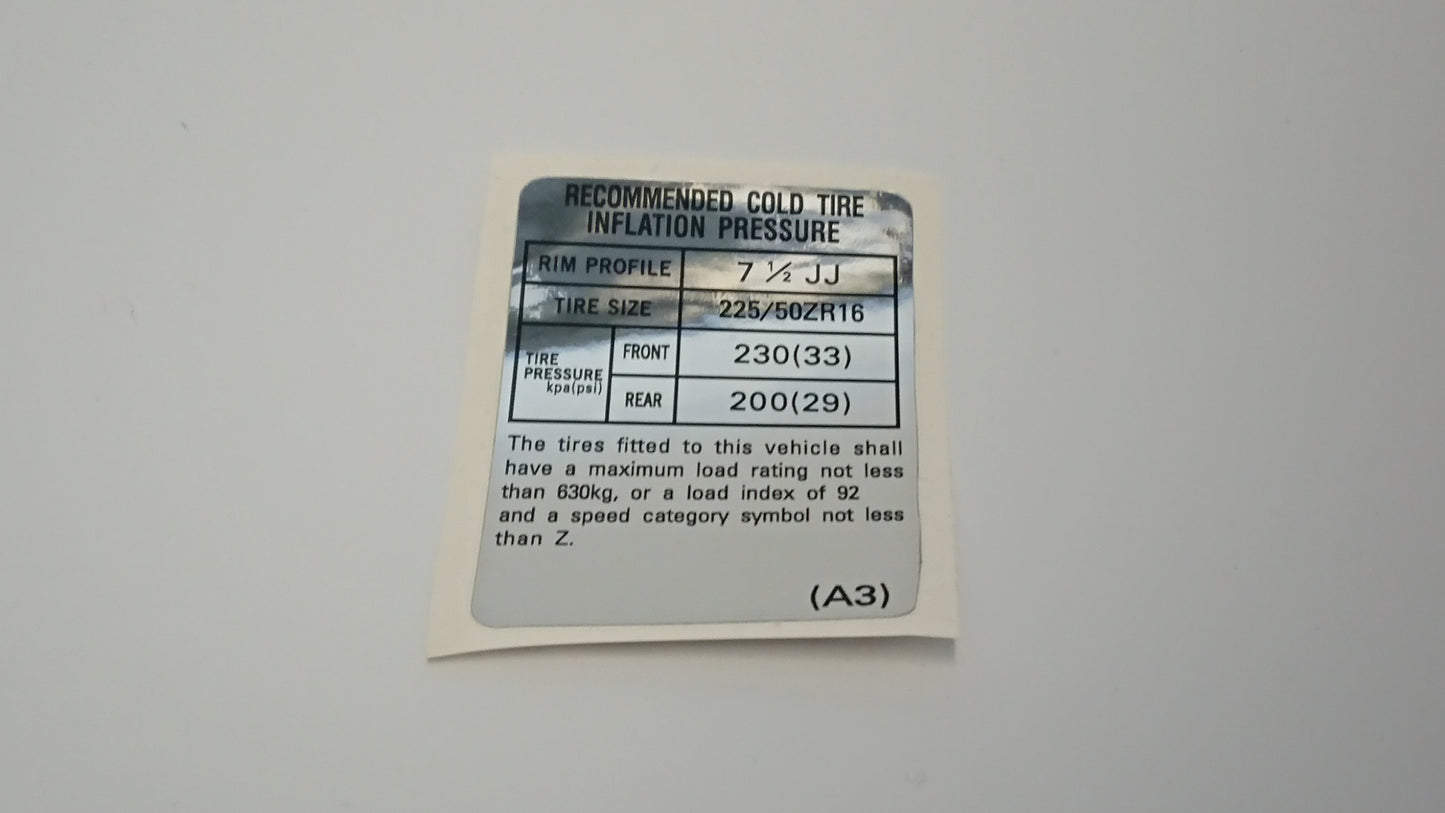 RECOMMENDED COLD TIRE
INFLATION PRESSURE
RIM PROFILE 7 ½ JJ
TIRE SIZE 225/50ZR16
TIRE
PRESSURE
kpa(psi)
FRONT 230(33)
REAR 200(29)
The tires fitted to this vehicle shall
have a maximum load rating not less
than 630kg, or a load index of 92
and a speed category symbol not less
than Z.
(A3)